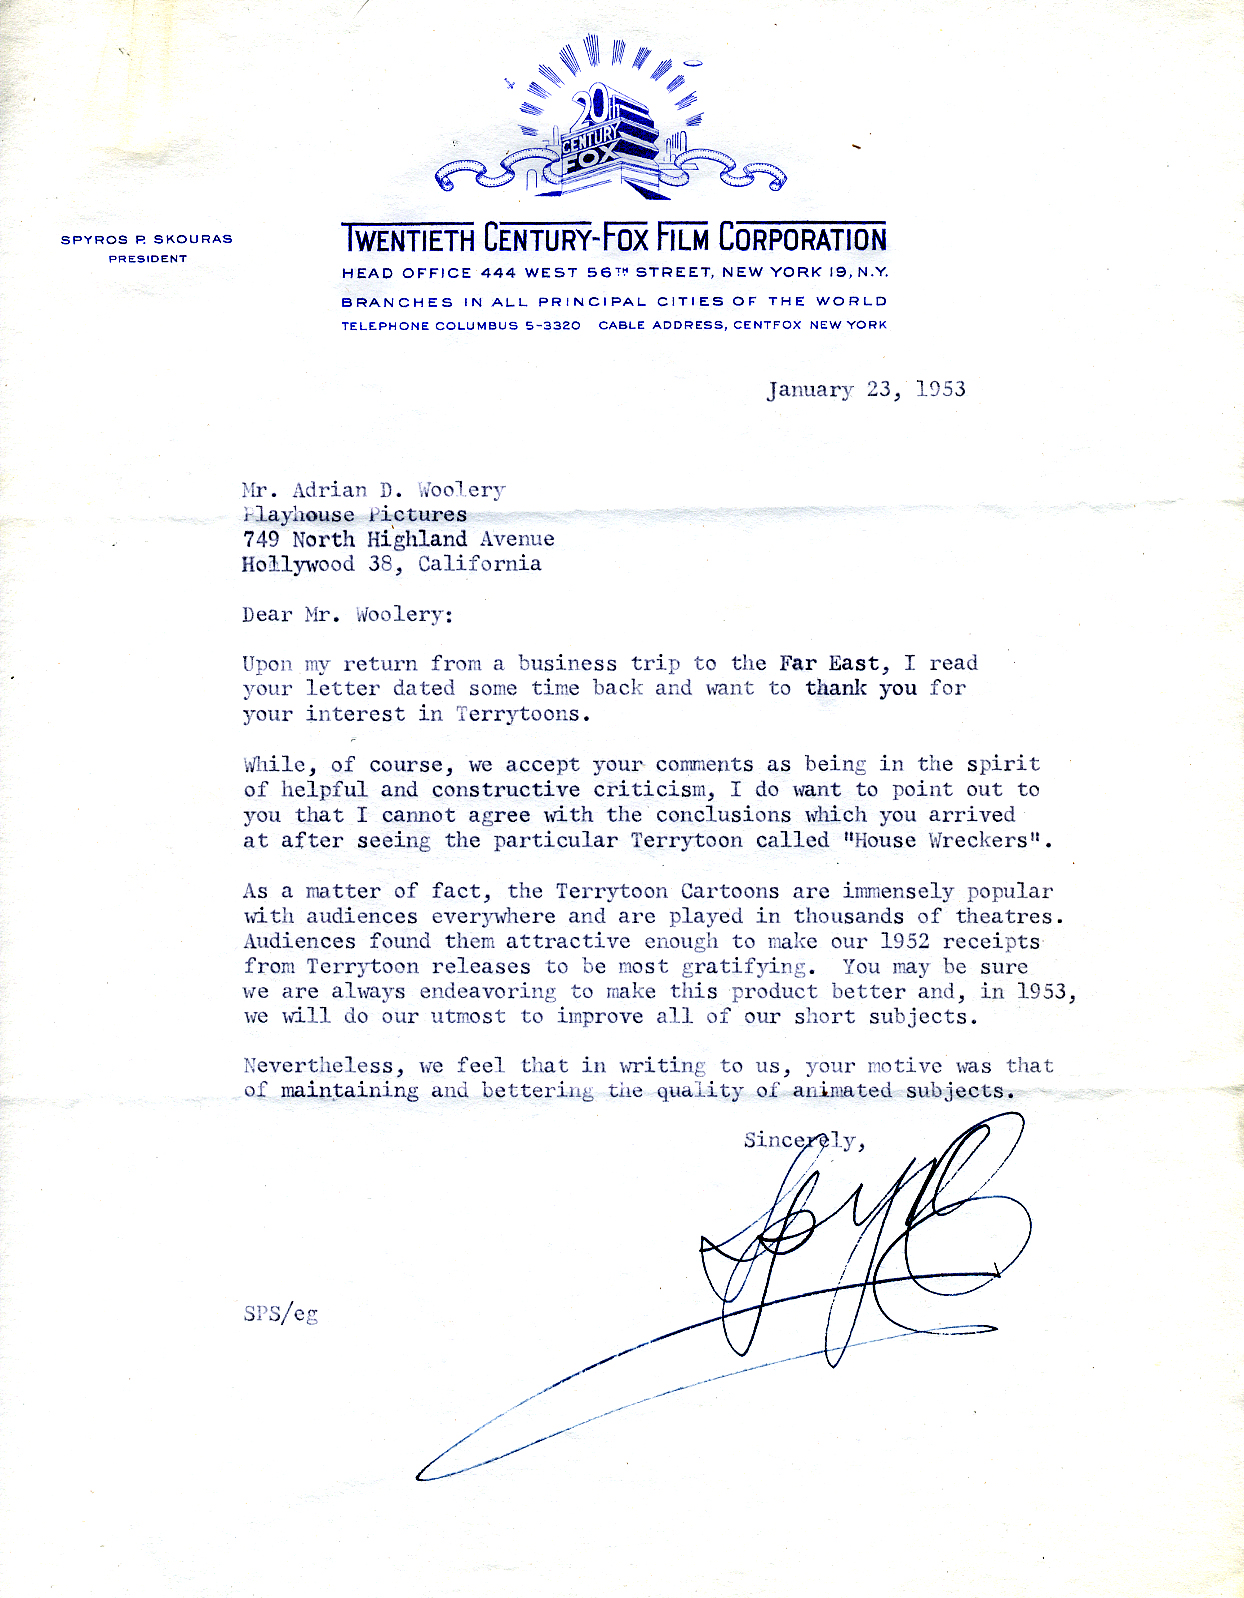 20th
CENTURY
FOX
SPYROS P. SKOURAS
PRESIDENT
TWENTIETH CENTURY-FOX FILM CORPORATION
HEAD OFFICE 444 WEST 56TH STREET, NEW YORK 19, N.Y.
BRANCHES IN ALL PRINCIPAL CITIES OF THE WORLD
TELEPHONE COLUMBUS 5-3320 CABLE ADDRESS, CENTFOX NEW YORK
January 23, 1953
Mr. Adrian D. Woolery
Playhouse Pictures
749 North Highland Avenue
Hollywood 38, California
Dear Mr. Woolery:
Upon my return from a business trip to the Far East, I read
your letter dated some time back and want to thank you for
your interest in Terrytoons.
While, of course, we accept your comments as being in the spirit
of helpful and constructive criticism, I do want to point out to
you that I cannot agree with the conclusions which you arrived
at after seeing the particular Terrytoon called "House Wreckers".
As a matter of fact, the Terrytoon Cartoons are immensely popular
with audiences everywhere and are played in thousands of theatres.
Audiences found them attractive enough to make our 1952 receipts
from Terrytoon releases to be most gratifying. You may be sure
we are always endeavoring to make this product better and, in 1953,
we will do our utmost to improve all of our short subjects.
Nevertheless, we feel that in writing to us, your motive was that
of maintaining and bettering the quality of animated subjects.
Sincerely,
SPS/eg